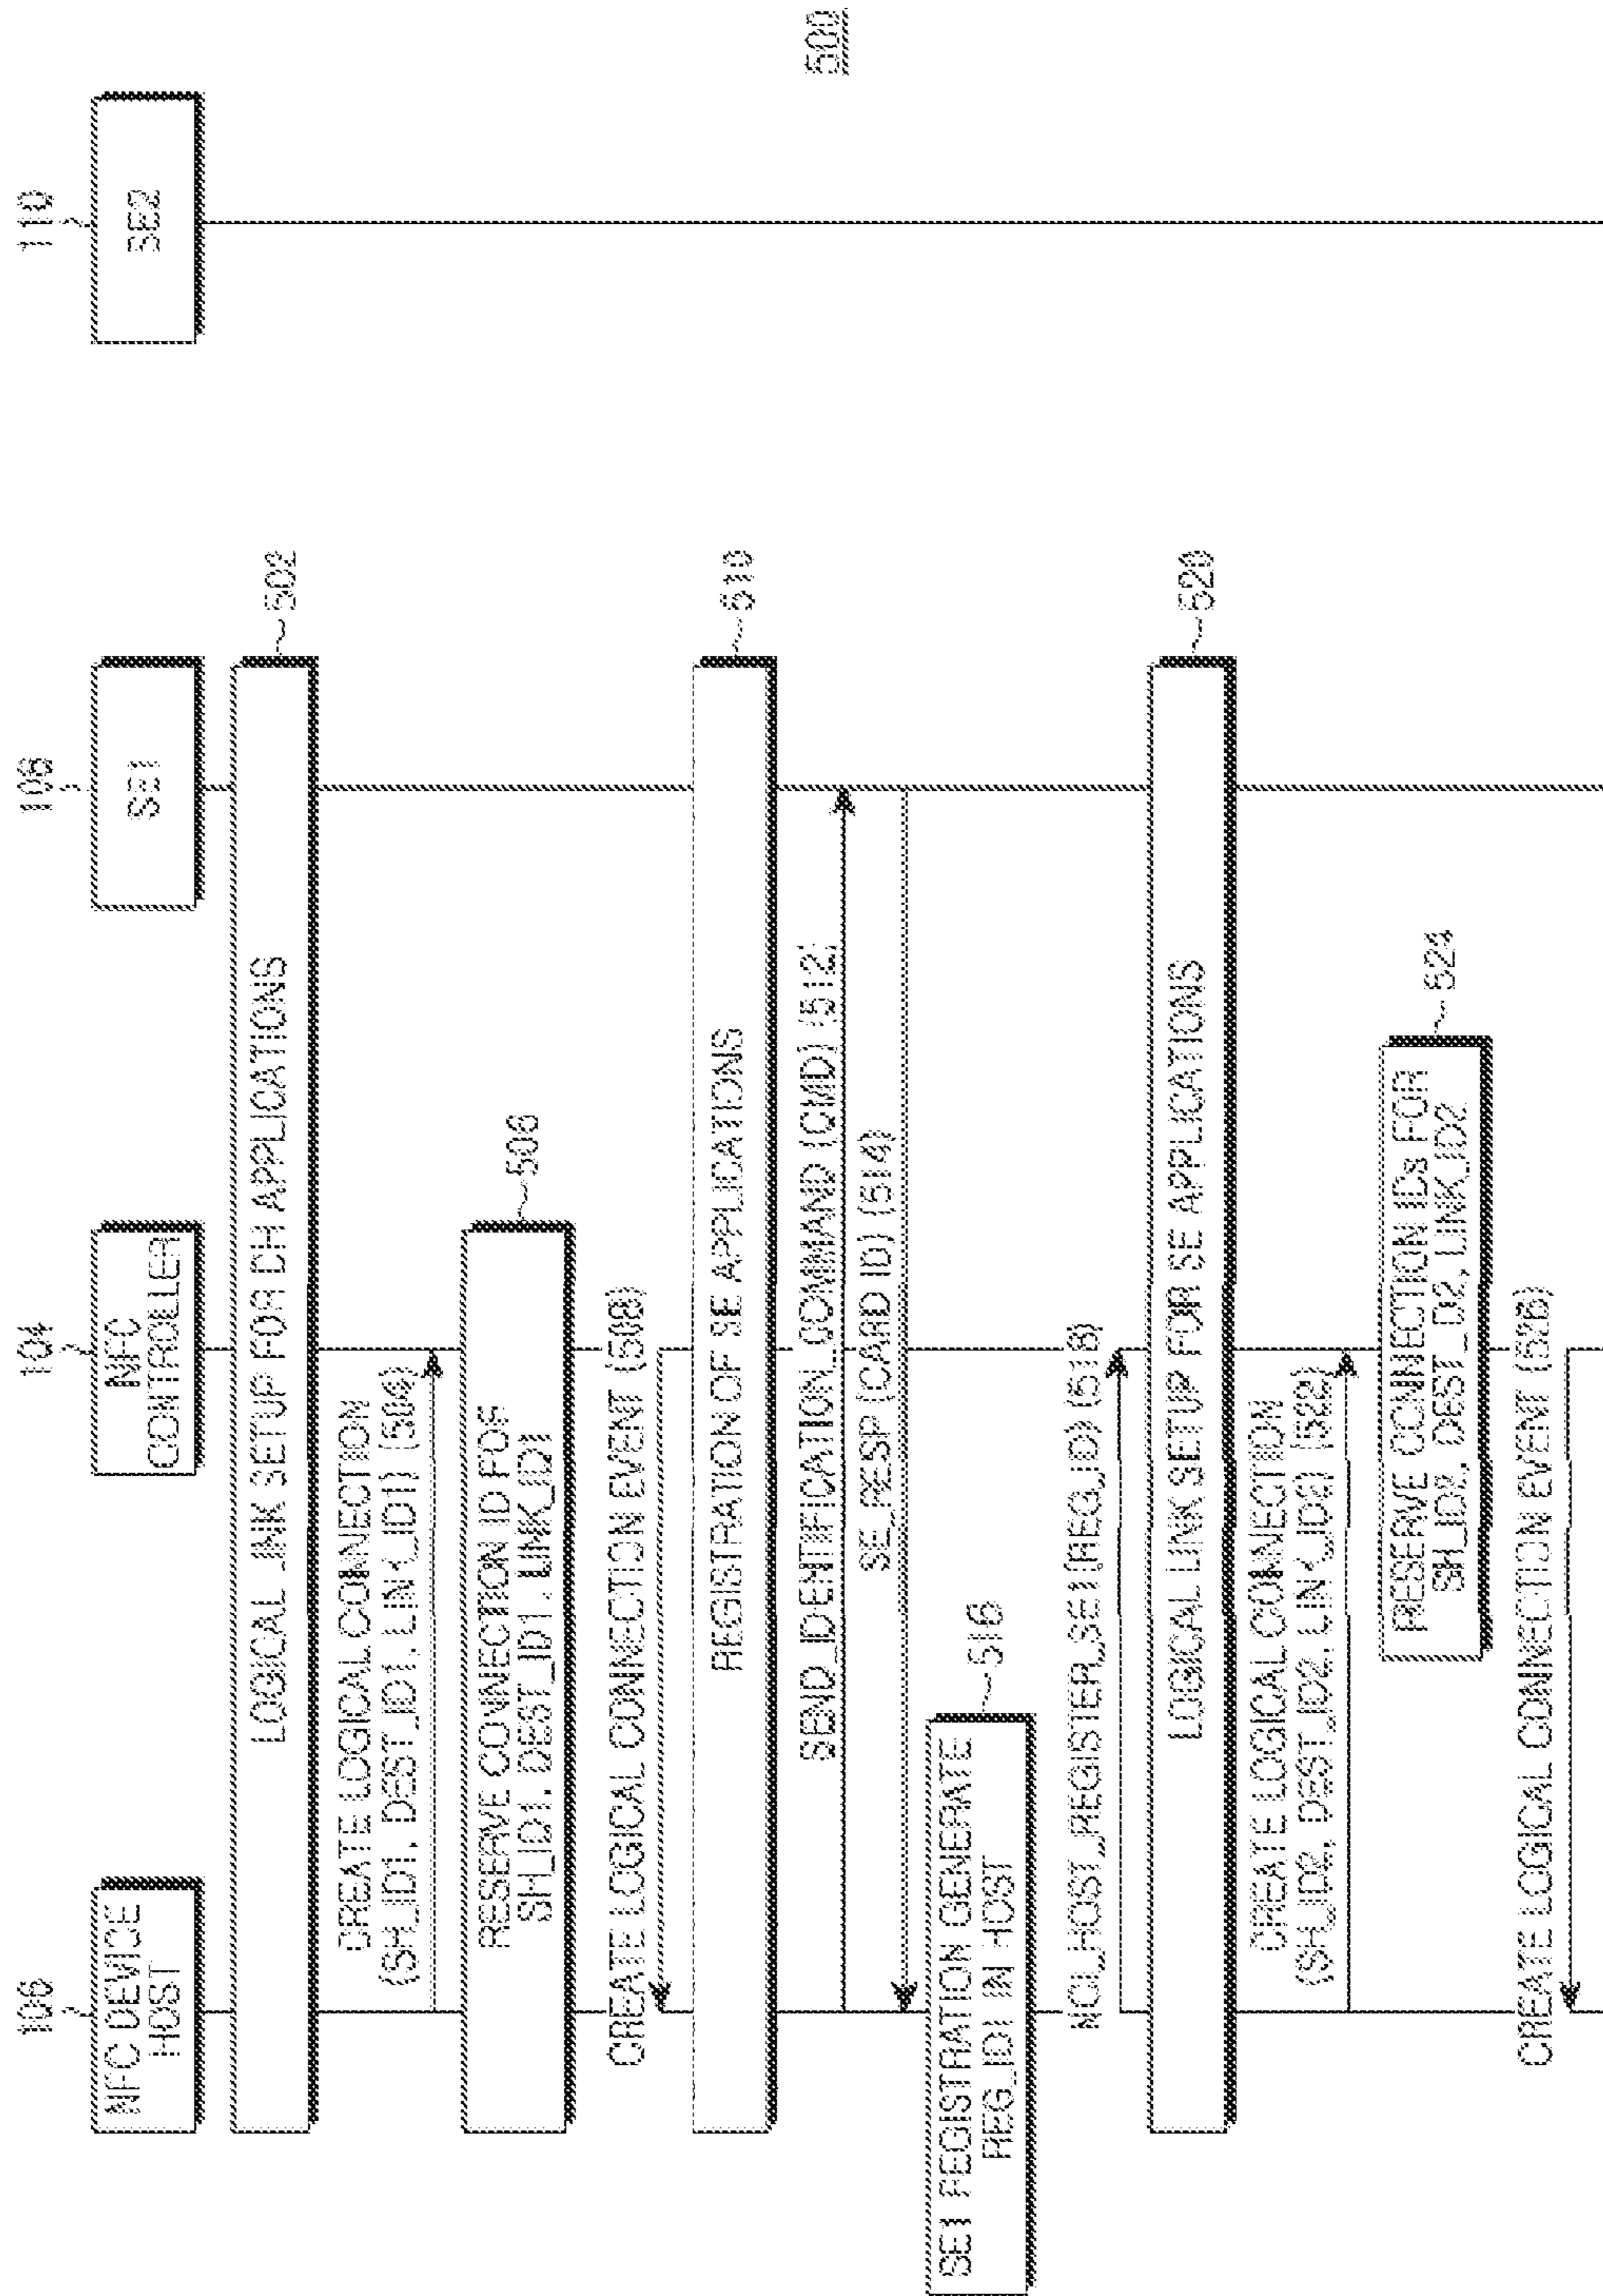 500
106
NFC DEVICE
HOST
104
NFC
CONTROLLER
106
SE1
110
SE2
LOGICAL LINK SETUP FOR DH APPLICATIONS
502
CREATE LOGICAL CONNECTION
(SH_ID1, DEST_ID1, LINK_ID1) (504)
RESERVE CONNECTION ID FOR
SH_ID1, DEST_ID1, LINK_ID1
506
CREATE LOGICAL CONNECTION EVENT (508)
REGISTRATION OF SE APPLICATIONS
510
SEND_IDENTIFICATION_COMMAND (CMD) (512)
SE_RESP (CARD ID) (514)
SE1 REGISTRATION GENERATE
REG_ID1 IN HOST
516
NCI_HOST_REGISTER_SE1(REG_ID) (518)
LOGICAL LINK SETUP FOR SE APPLICATIONS
520
CREATE LOGICAL CONNECTION
(SH_ID2, DEST_ID2, LINK_ID2) (522)
RESERVE CONNECTION IDs FOR
SH_ID2, DEST_ID2, LINK_ID2
524
CREATE LOGICAL CONNECTION EVENT (526)